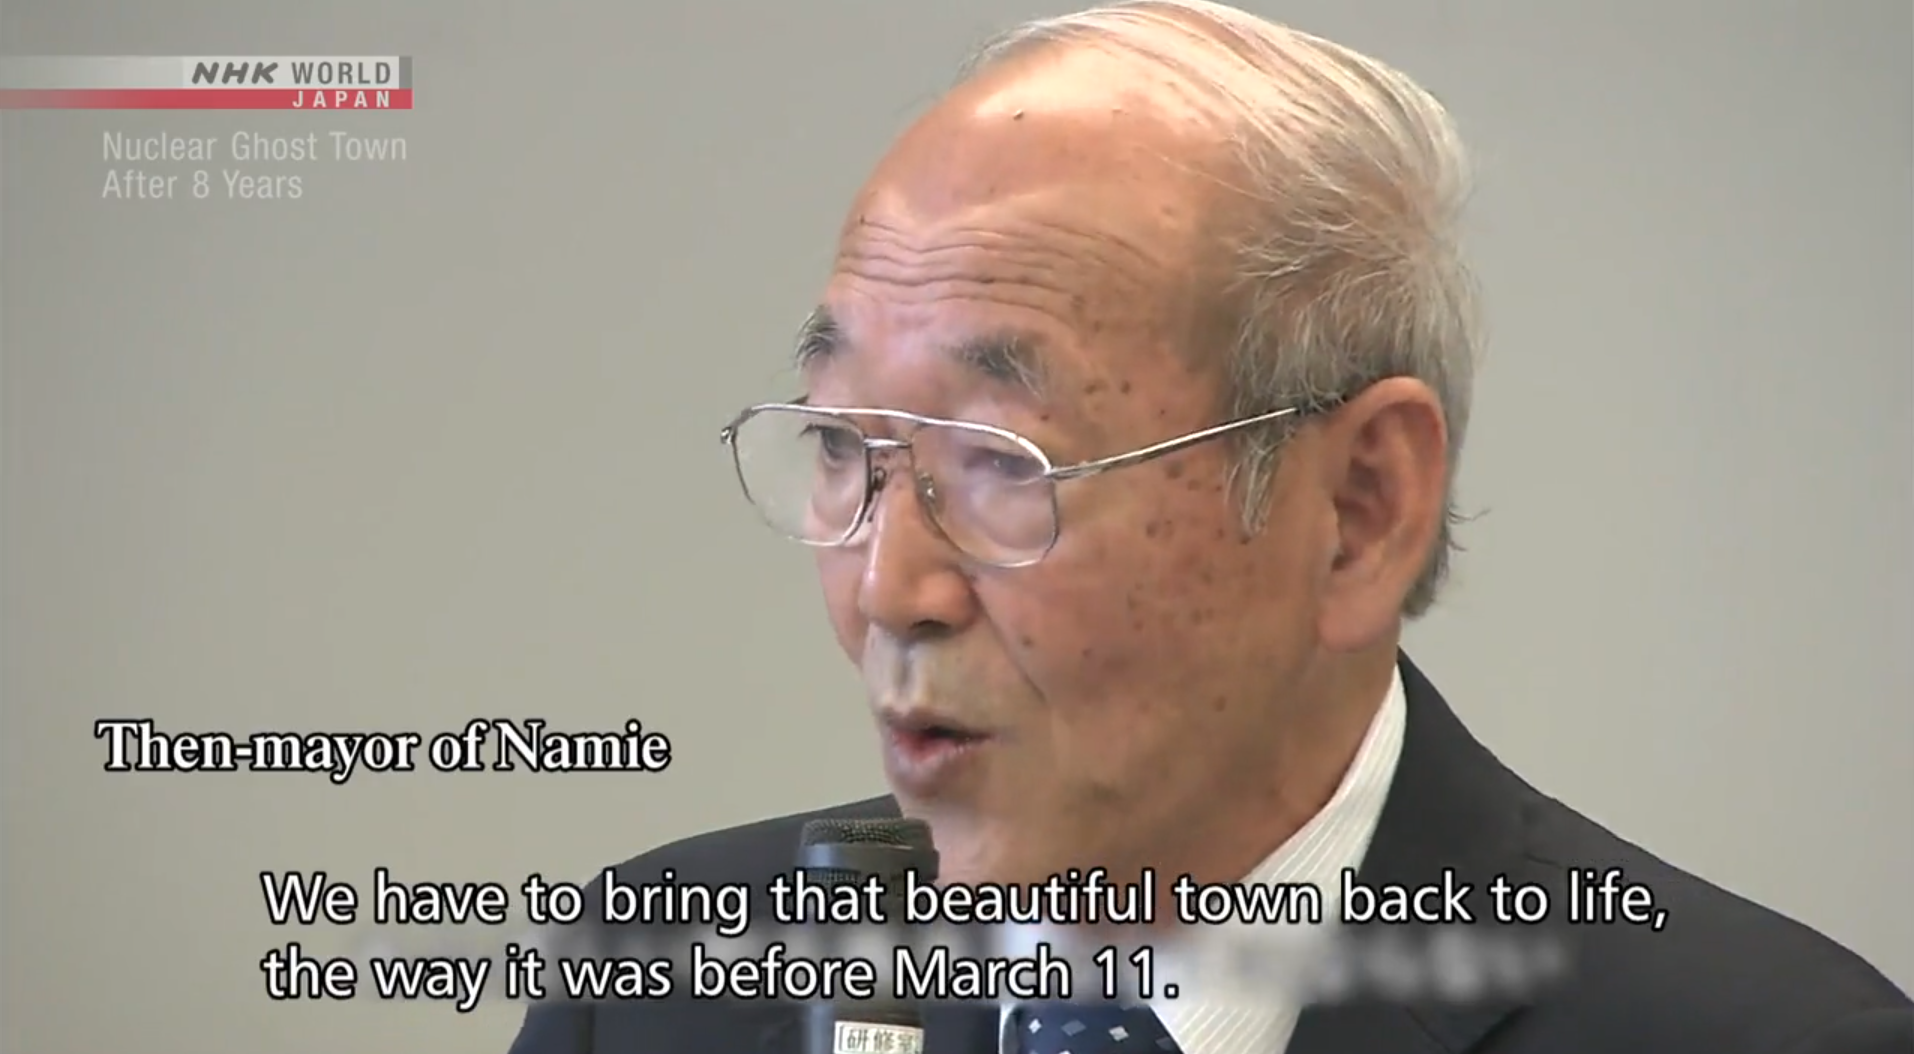 NHK WORLD
JAPAN
Nuclear Ghost Town
After 8 Years
Then-mayor of Namie
We have to bring that beautiful town back to life,
the way it was before March 11.
研修室